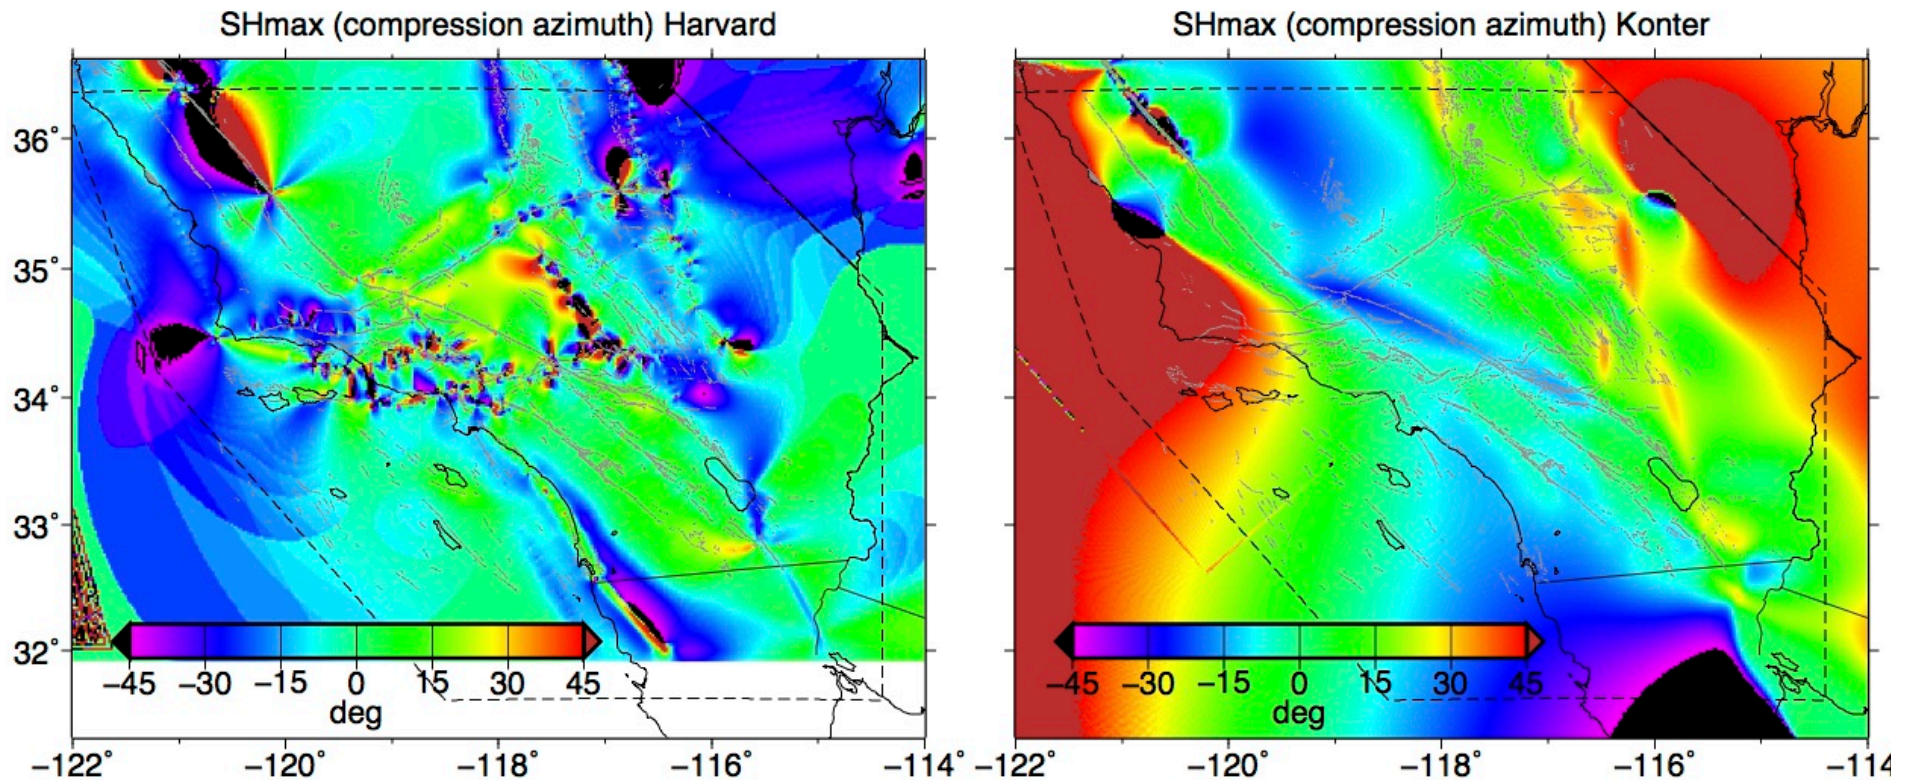 SHmax (compression azimuth) Harvard
SHmax (compression azimuth) Konter
36°
35°
34°
33°
32°
−45 −30 −15 0 15 30 45
deg
−45 −30 −15 0 15 30 45
deg
−122° −120° −118° −116° −114°
−122° −120° −118° −116° −114